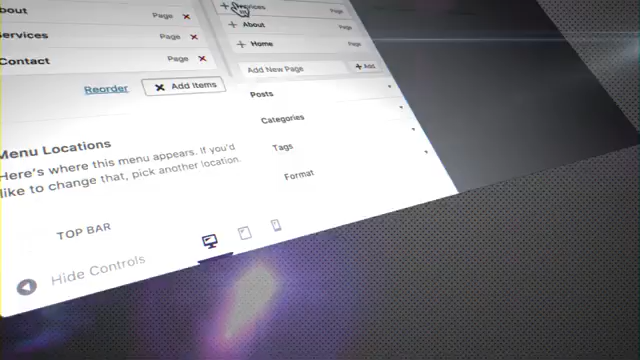 bout Page ×
ervices Page ×
Contact Page ×
Reorder × Add Items
Menu Locations
Here's where this menu appears. If you'd
like to change that, pick another location.
TOP BAR
Hide Controls
+ Page
+ About Page
+ Home Page
Add New Page + Add
Posts
Categories
Tags
Format